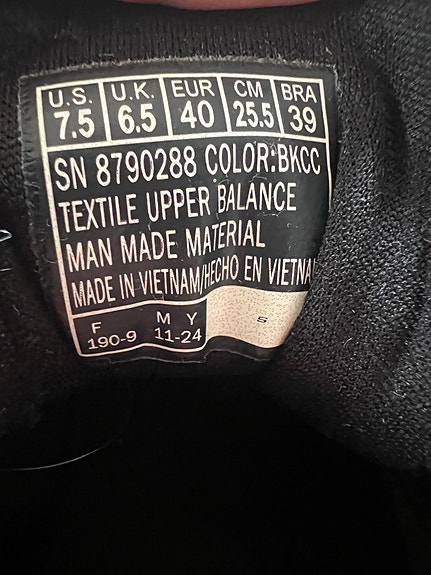 U.S. U.K. EUR CM BRA
7.5 6.5 40 25.5 39
SN 8790288 COLOR:BKCC
TEXTILE UPPER BALANCE
MAN MADE MATERIAL
MADE IN VIETNAM/HECHO EN VIETNA
F M Y
190-9 11-24
S